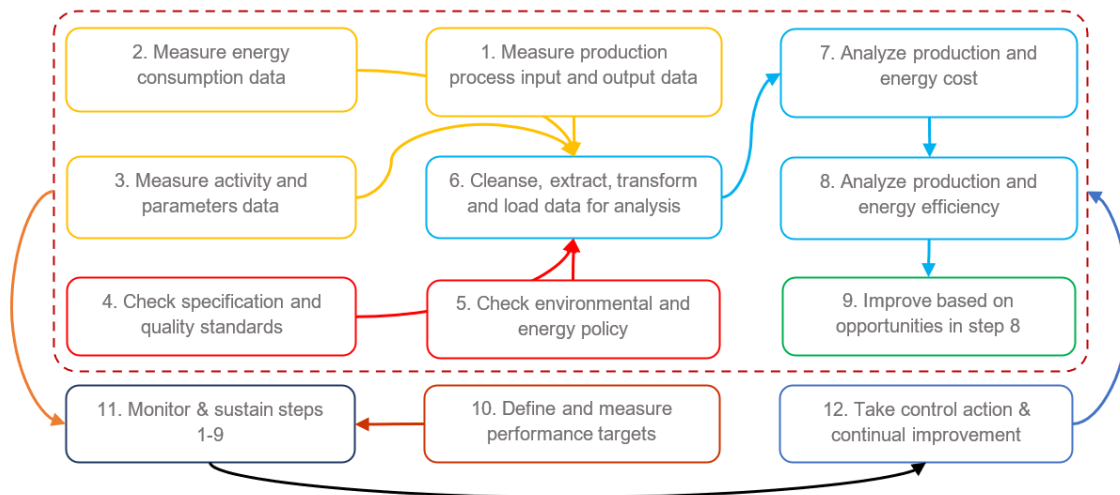 2. Measure energy
consumption data
1. Measure production
process input and output data
7. Analyze production and
energy cost
3. Measure activity and
parameters data
6. Cleanse, extract, transform
and load data for analysis
8. Analyze production and
energy efficiency
4. Check specification and
quality standards
5. Check environmental and
energy policy
9. Improve based on
opportunities in step 8
11. Monitor & sustain steps
1-9
10. Define and measure
performance targets
12. Take control action &
continual improvement